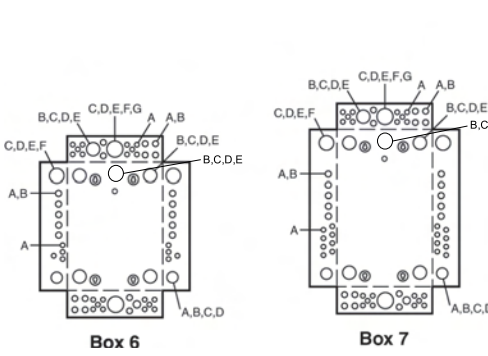 C,D,E,F,G
B,C,D,E
A
A,B
C,D,E,F
B,C,D,E
B,C,D,E
A,B
A
A,B,C,D
Box 6
C,D,E,F,G
B,C,D,E
A
A,B
C,D,E,F
B,C,D,E
B,C
A,B
A
A,B,C,D
Box 7